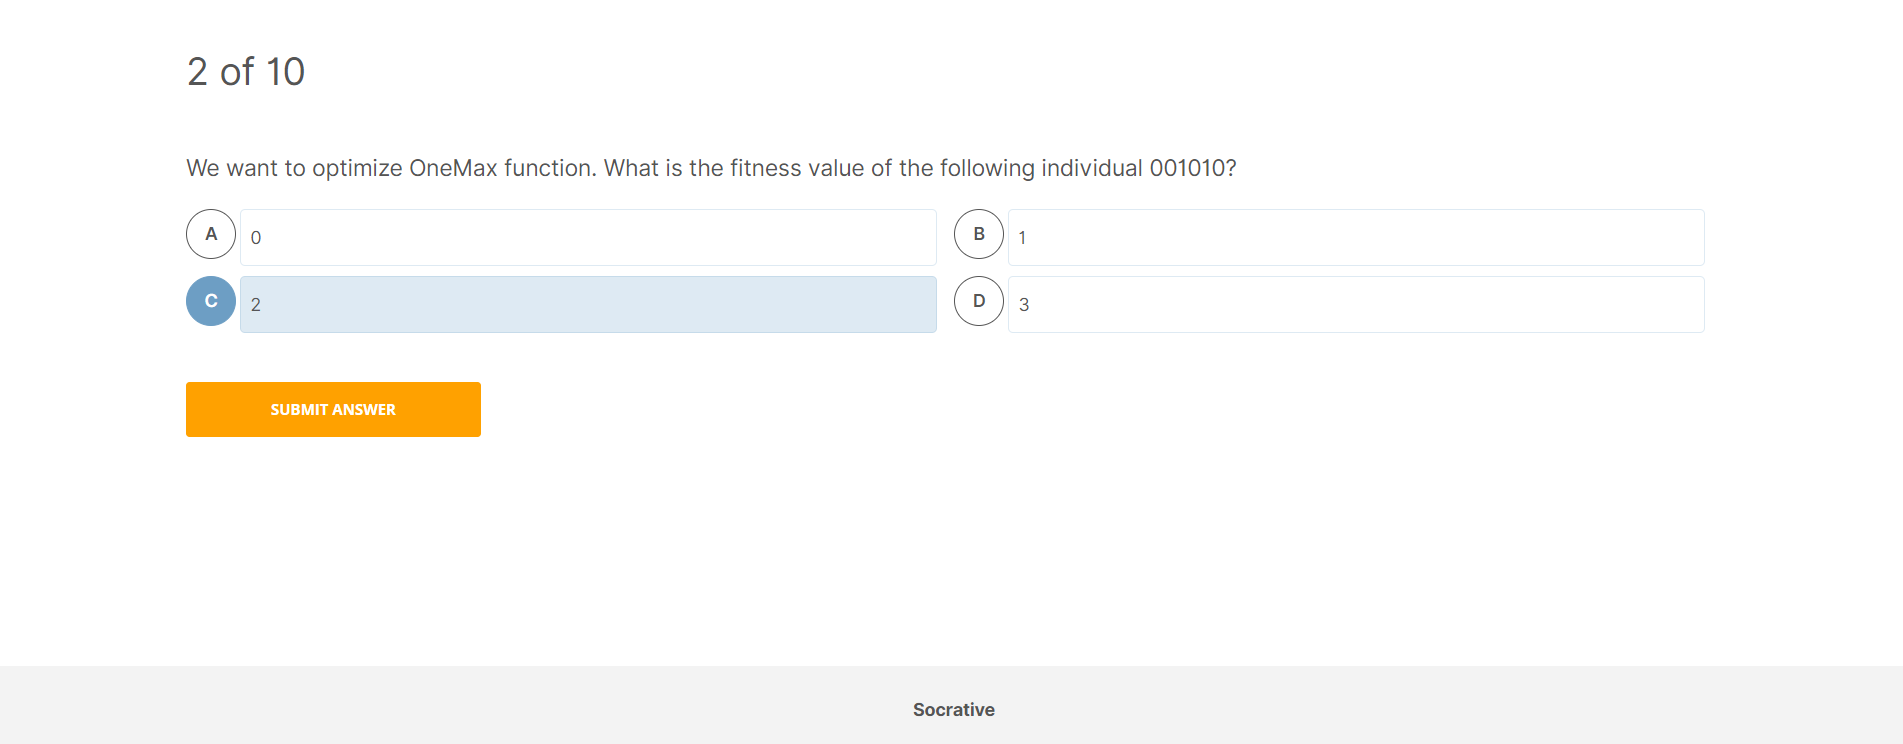 2 of 10
We want to optimize OneMax function. What is the fitness value of the following individual 001010?
A 0
B 1
C 2
D 3
SUBMIT ANSWER
Socrative